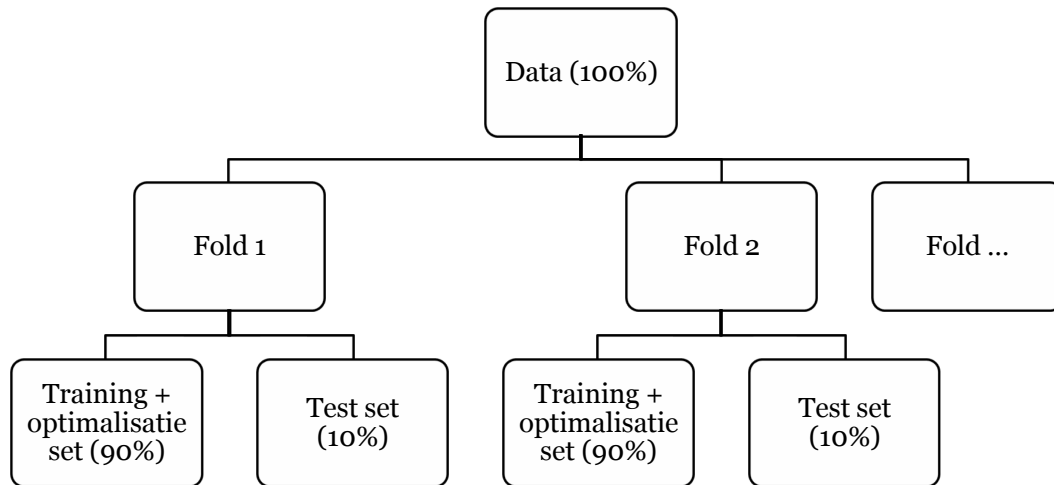 Data (100%)
Fold 1
Fold 2
Fold ...
Training +
optimalisatie
set (90%)
Test set
(10%)
Training +
optimalisatie
set (90%)
Test set
(10%)